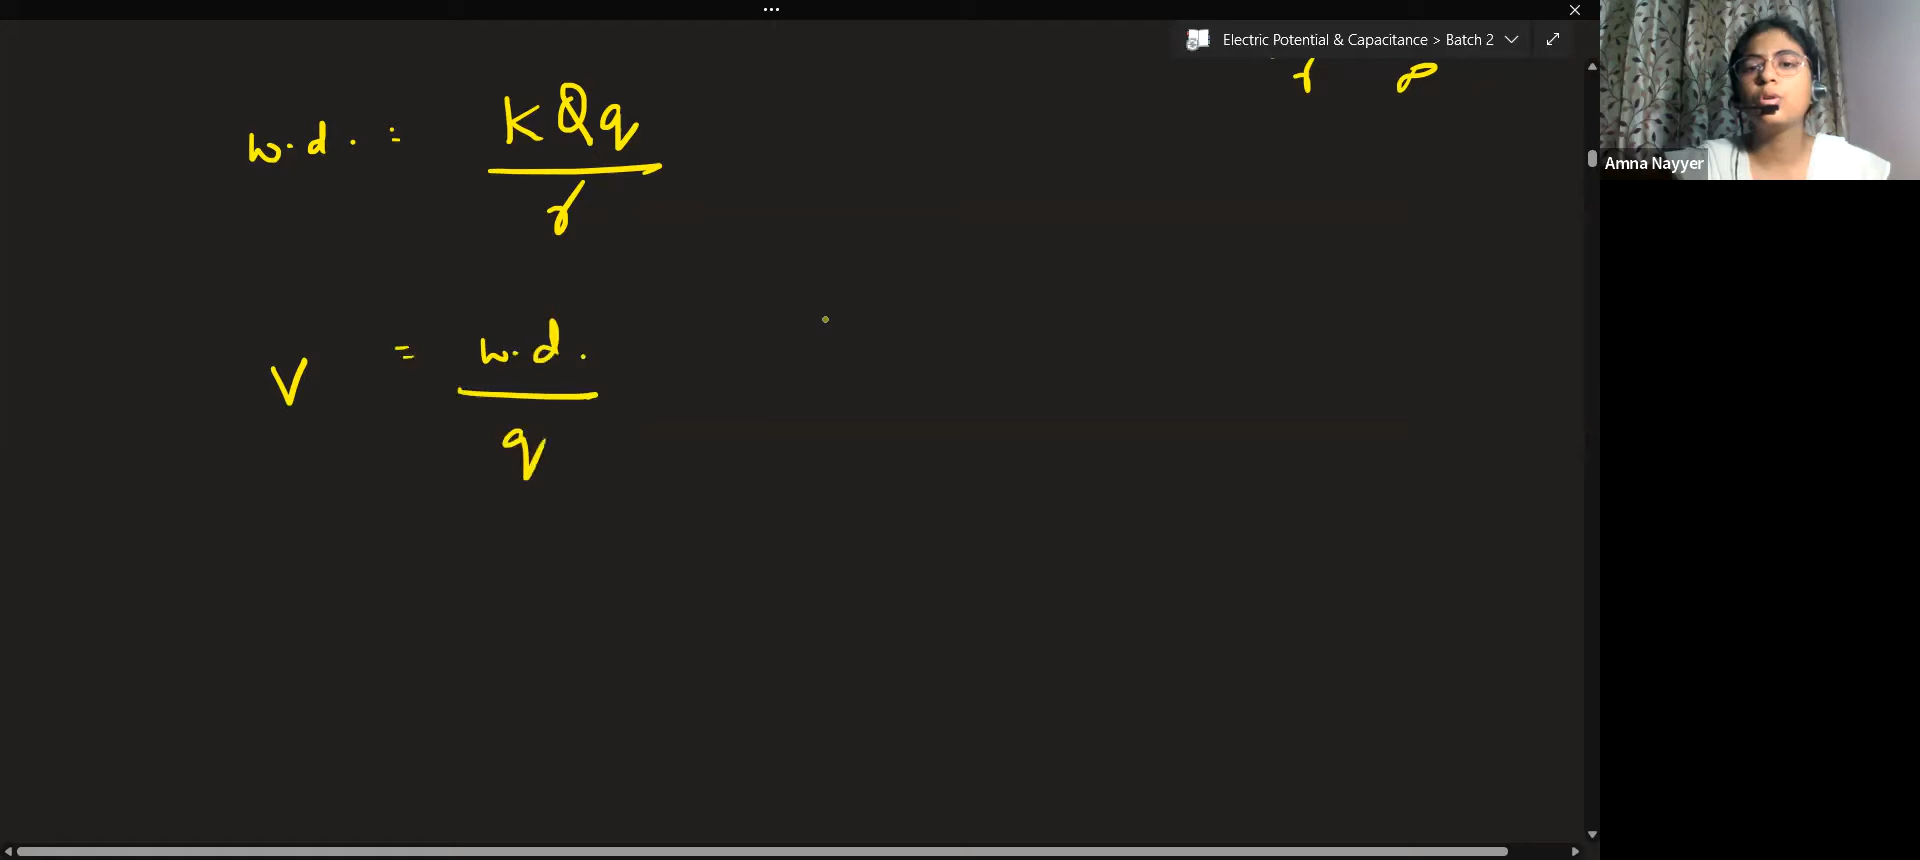 Electric Potential & Capacitance > Batch 2
r ∞
w.d. = KQq
r
V = w.d.
q
Amna Nayyer